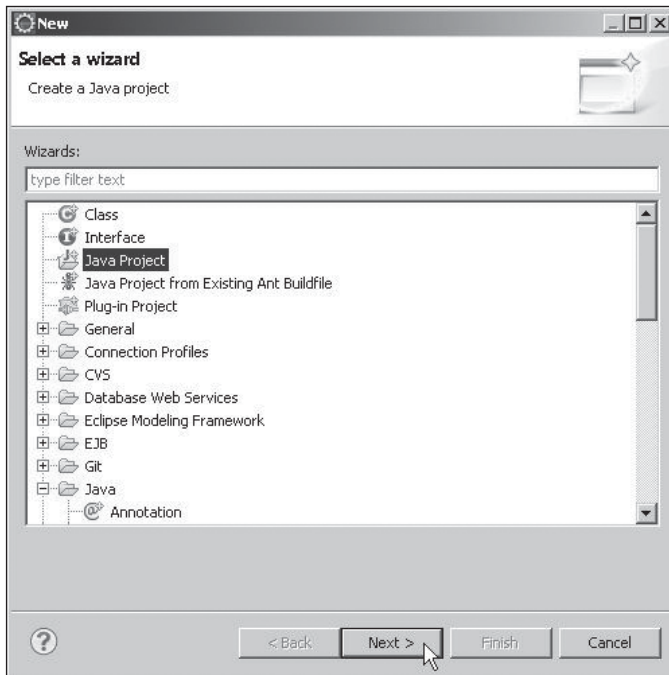 New
Select a wizard
Create a Java project
Wizards:
type filter text
Class
Interface
Java Project
Java Project from Existing Ant Buildfile
Plug-in Project
General
Connection Profiles
CVS
Database Web Services
Eclipse Modeling Framework
EJB
Git
Java
Annotation
< Back Next > Finish Cancel